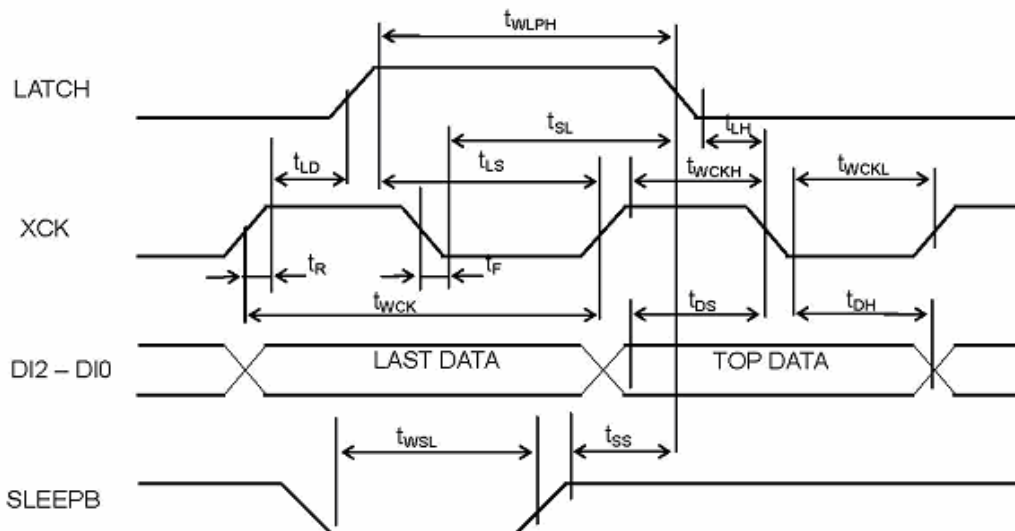 tWLPH
LATCH
tSL
tLH
tLD
tLS
tWCKH
tWCKL
XCK
tR
tF
tWCK
tDS
tDH
DI2 – DI0
LAST DATA
TOP DATA
tWSL
tSS
SLEEPB